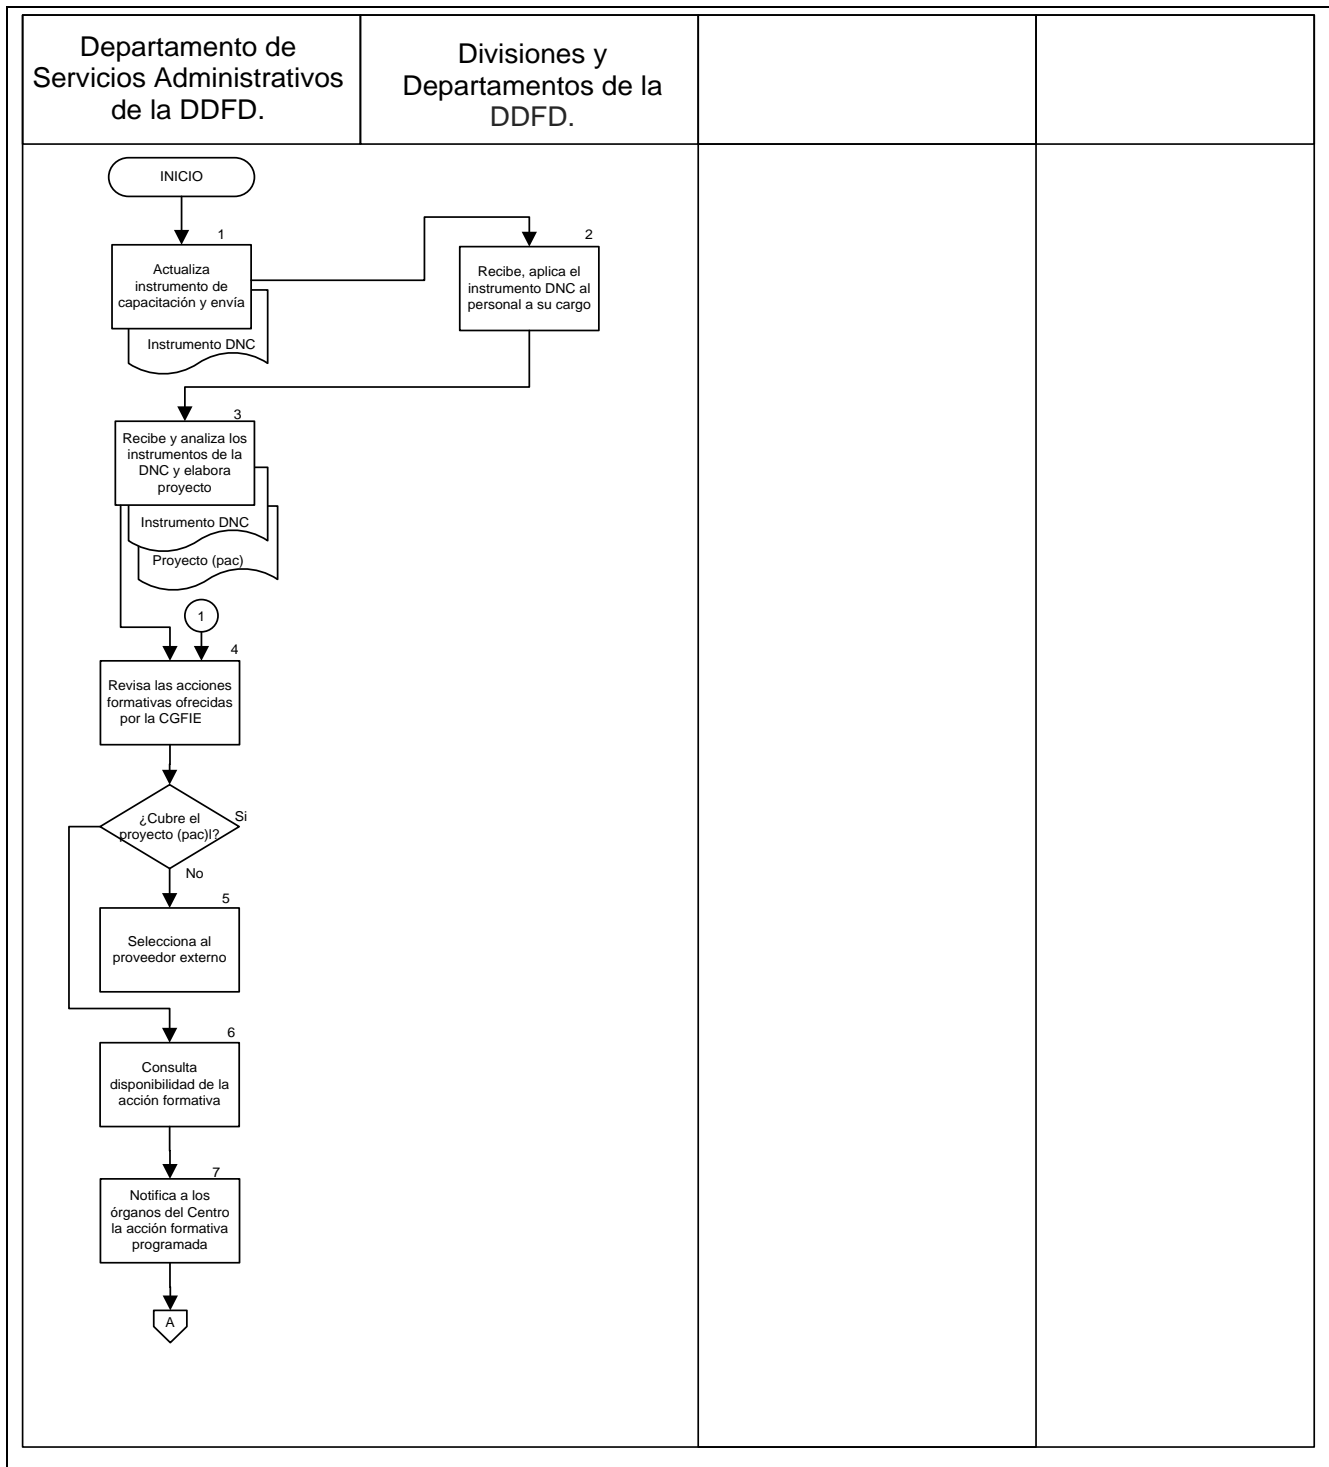 Departamento de
Servicios Administrativos
de la DDFD.
Divisiones y
Departamentos de la
DDFD.
INICIO
1
Actualiza
instrumento de
capacitación y envía
Instrumento DNC
2
Recibe, aplica el
instrumento DNC al
personal a su cargo
3
Recibe y analiza los
instrumentos de la
DNC y elabora
proyecto
Instrumento DNC
Proyecto (pac)
1
4
Revisa las acciones
formativas ofrecidas
por la CGFIE
¿Cubre el
proyecto (pac)l?
Si
No
5
Selecciona al
proveedor externo
6
Consulta
disponibilidad de la
acción formativa
7
Notifica a los
órganos del Centro
la acción formativa
programada
A